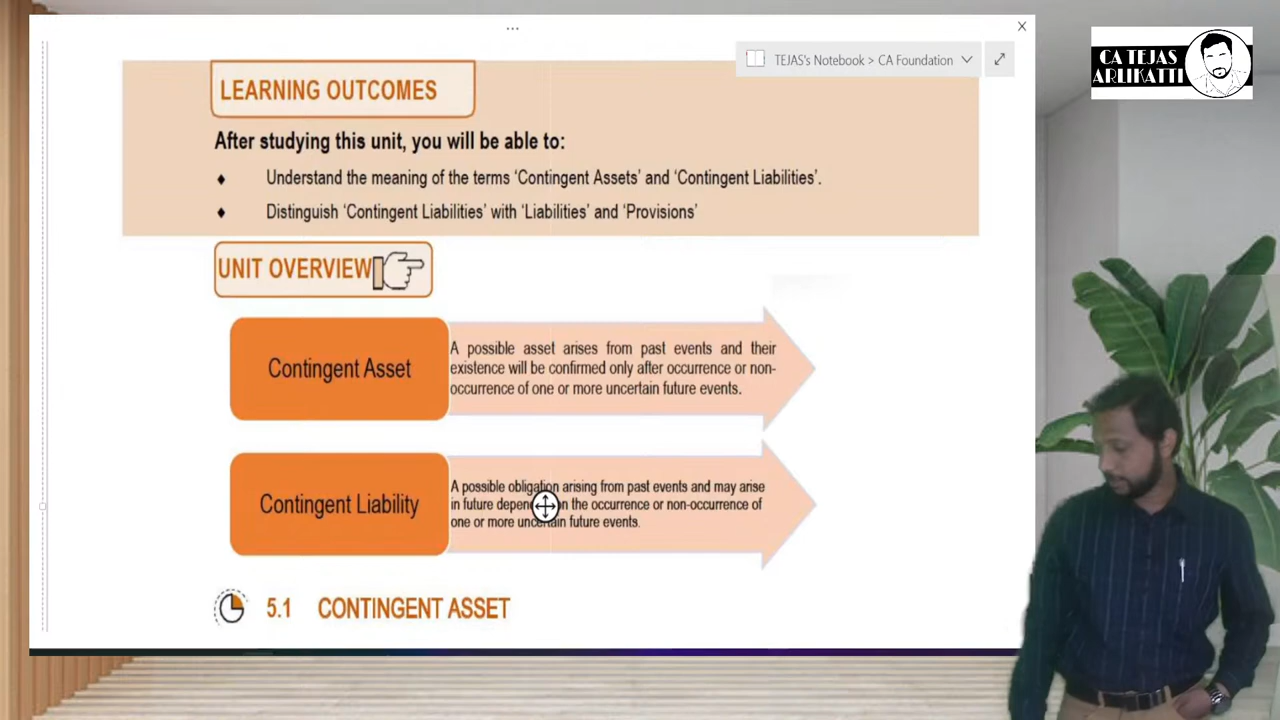 ...
X
TEJAS's Notebook > CA Foundation
CA TEJAS
ARLIKATTI
LEARNING OUTCOMES
After studying this unit, you will be able to:
Understand the meaning of the terms ‘Contingent Assets’ and ‘Contingent Liabilities’.
Distinguish ‘Contingent Liabilities’ with ‘Liabilities’ and ‘Provisions’
UNIT OVERVIEW
Contingent Asset
A possible asset arises from past events and their
existence will be confirmed only after occurrence or non-
occurrence of one or more uncertain future events.
Contingent Liability
A possible obligation arising from past events and may arise
in future on the occurrence or non-occurrence of
one or more uncertain future events.
5.1 CONTINGENT ASSET